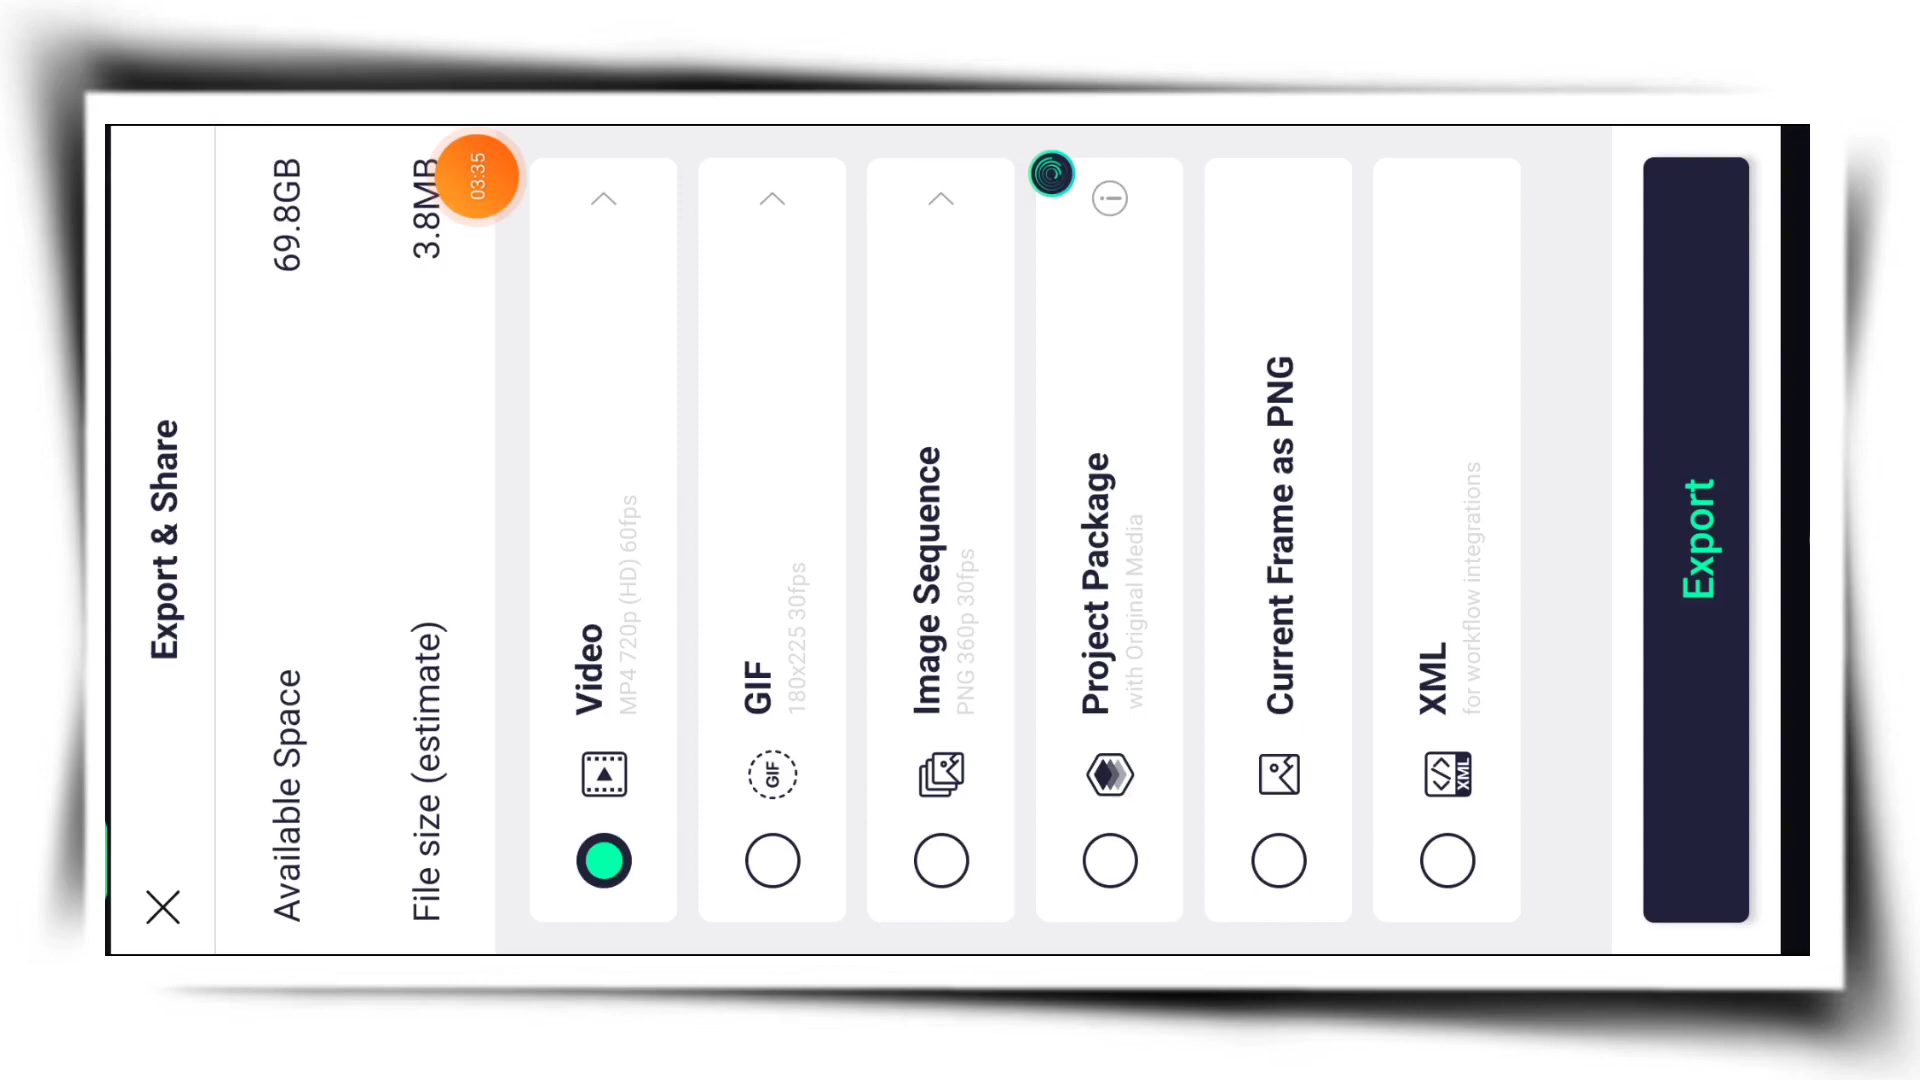 Export & Share
Available Space 69.8GB
File size (estimate) 3.8MB
03:35
Video
MP4 720p (HD) 60fps
GIF
GIF
180x225 30fps
Image Sequence
PNG 360p 30fps
Project Package
with Original Media
Current Frame as PNG
XML
XML
for workflow integrations
Export